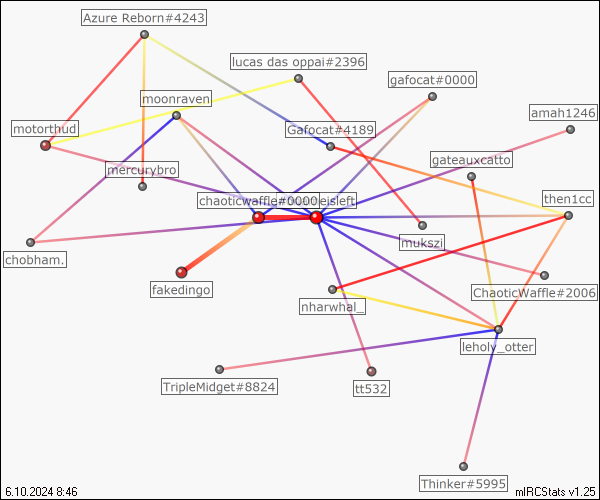 Azure Reborn#4243
lucas das oppai#2396
gafocat#0000
moonraven
amah1246
motorthud
Gafocat#4189
gateauxcatto
mercurybro
chaoticwaffle#0000
then1cc
mukszi
chobham.
fakedingo
ChaoticWaffle#2006
nharwhal_
leholy_otter
TripleMidget#8824
tt532
Thinker#5995
6.10.2024 8:46
mIRCStats v1.25